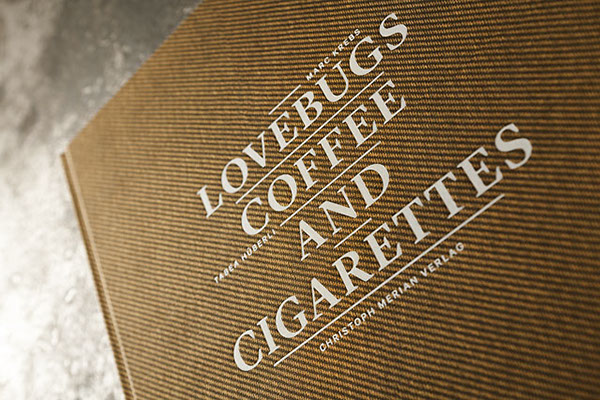 MARC KREBS
LOVEBUGS
COFFEE
TABEA HÜBERLI
AND
CIGARETTES
CHRISTOPH MERIAN VERLAG